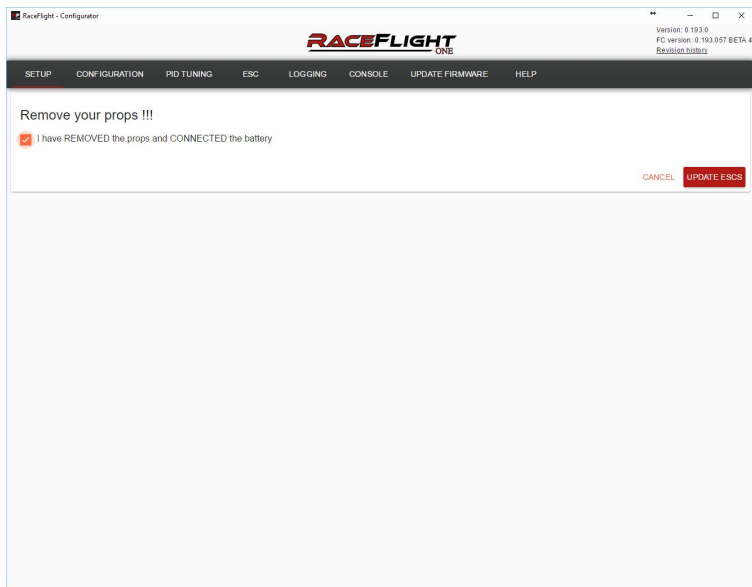 RaceFlight - Configurator
Version: 0.193.0
RACEFLIGHT
ONE
FC version: 0.193.057 BETA 4
Revision history
SETUP CONFIGURATION PID TUNING ESC LOGGING CONSOLE UPDATE FIRMWARE HELP
Remove your props !!!
I have REMOVED the props and CONNECTED the battery
CANCEL UPDATE ESCS